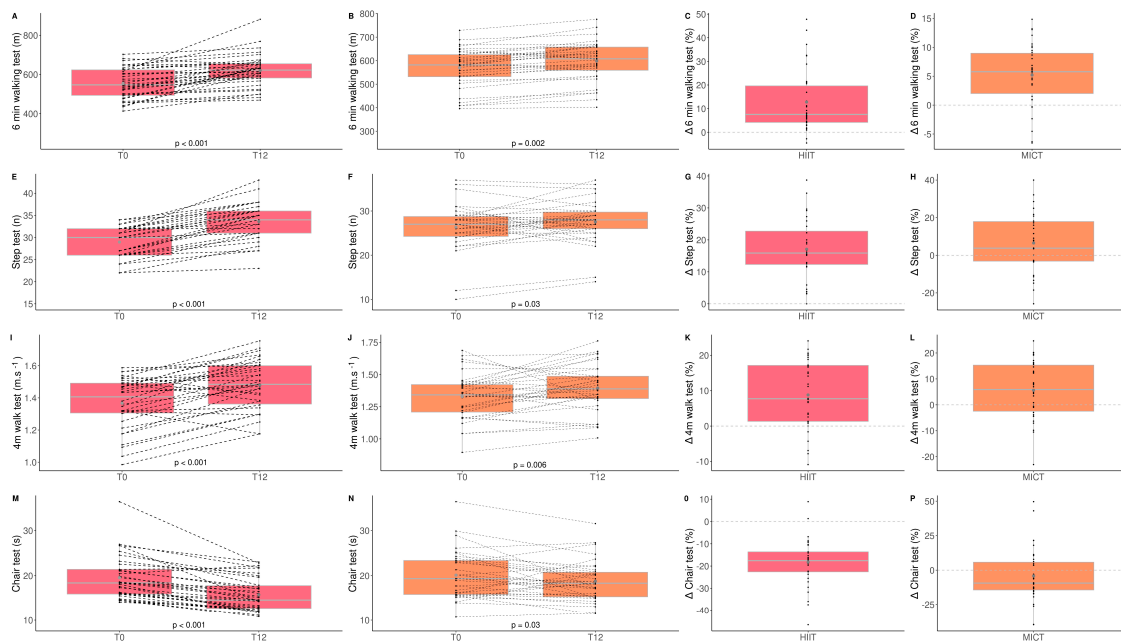 A
6 min walking test (m)
800
600
400
p < 0.001
T0
T12
B
6 min walking test (m)
800
700
600
500
400
300
p = 0.002
T0
T12
C
Δ 6 min walking test (%)
50
40
30
20
10
0
HIIT
D
Δ 6 min walking test (%)
15
10
5
0
-5
MICT
E
Step test (n)
45
40
35
30
25
20
15
p < 0.001
T0
T12
F
Step test (n)
30
20
10
p = 0.03
T0
T12
G
Δ Step test (%)
40
30
20
10
0
HIIT
H
Δ Step test (%)
40
20
0
-20
MICT
I
4m walk test (m.s⁻¹)
1.6
1.4
1.2
1.0
p < 0.001
T0
T12
J
4m walk test (m.s⁻¹)
1.75
1.50
1.25
1.00
p = 0.006
T0
T12
K
Δ 4m walk test (%)
20
10
0
-10
HIIT
L
Δ 4m walk test (%)
20
10
0
-10
-20
MICT
M
Chair test (s)
30
20
10
p < 0.001
T0
T12
N
Chair test (s)
30
20
10
p = 0.03
T0
T12
0
Δ Chair test (%)
10
0
-10
-20
-30
-40
HIIT
P
Δ Chair test (%)
50
25
0
-25
MICT